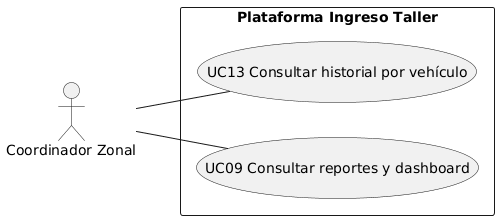 Plataforma Ingreso Taller
UC13 Consultar historial por vehículo
Coordinador Zonal
UC09 Consultar reportes y dashboard